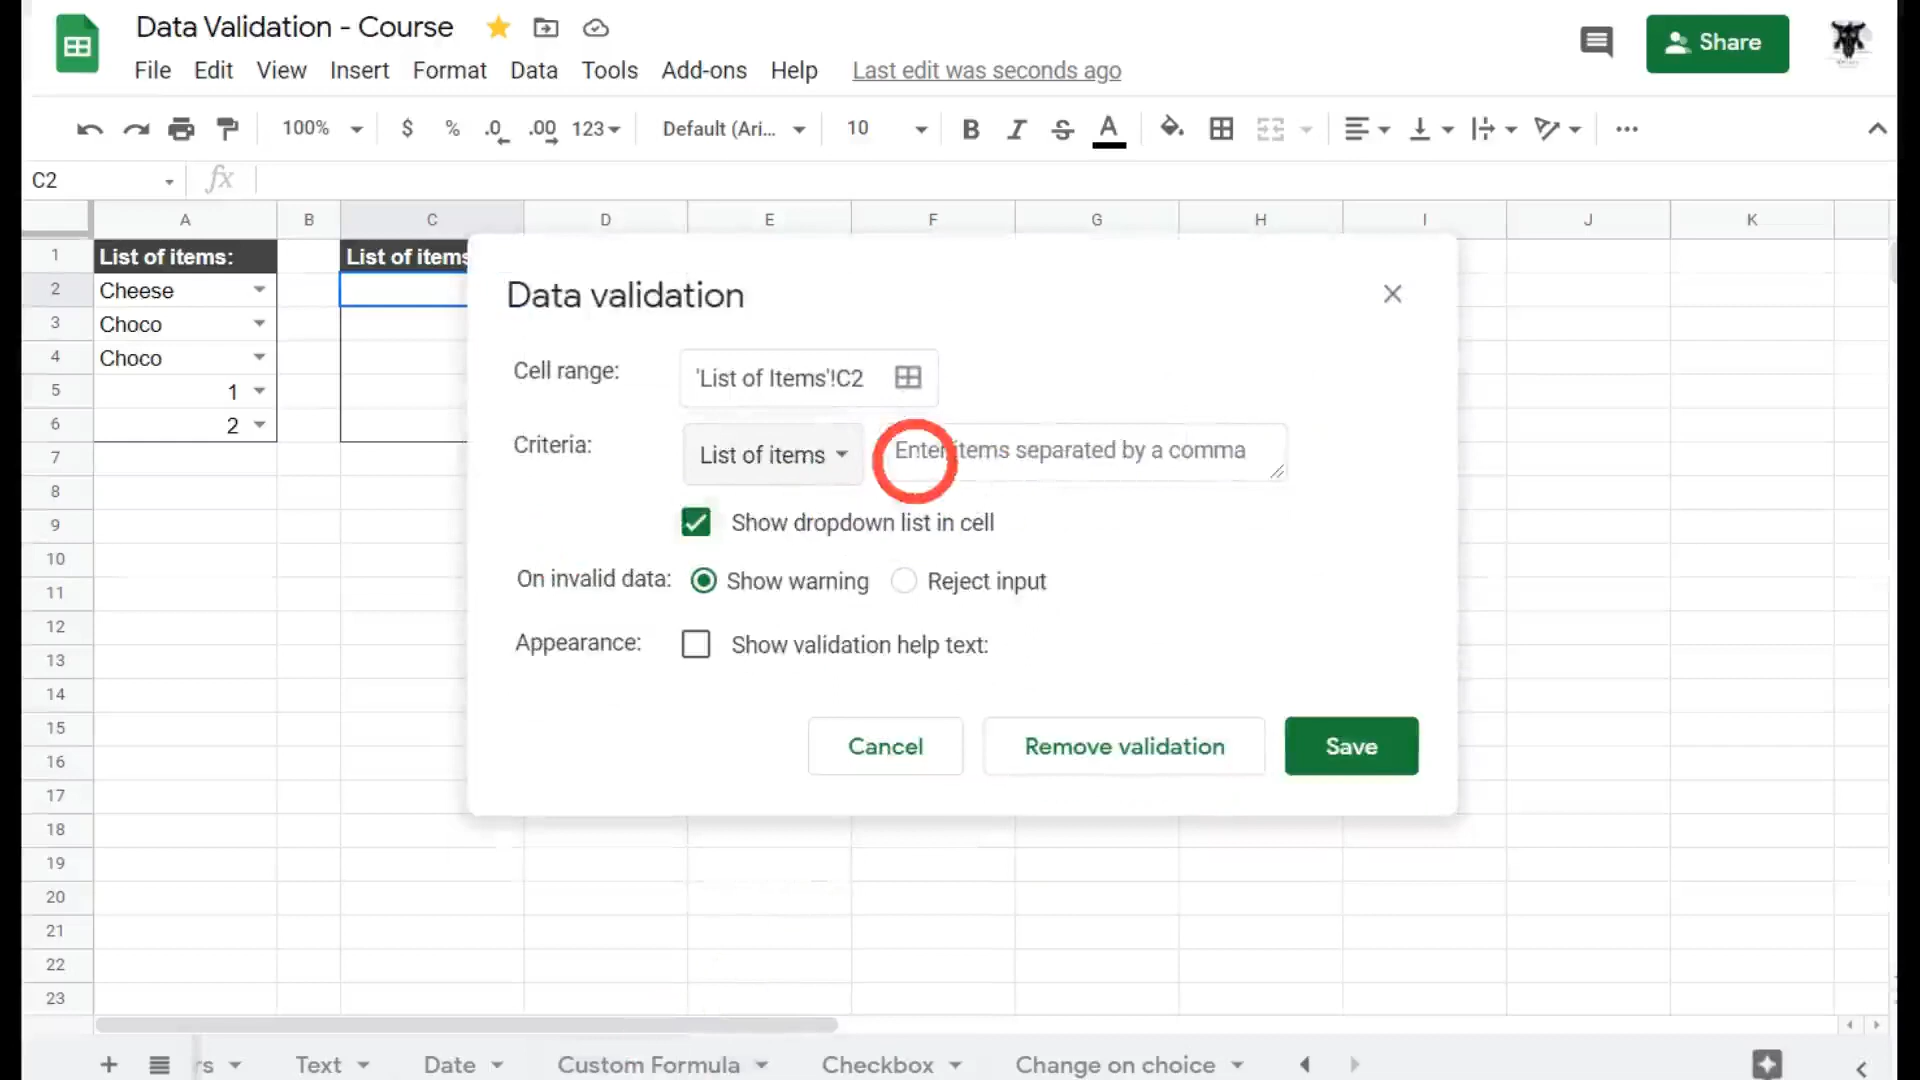 Data Validation - Course
Share
File Edit View Insert Format Data Tools Add-ons Help Last edit was seconds ago
100% $ % .0 .00 123 Default (Ari... 10 B I S A
C2 fx
A B C D E F G H I J K
1 List of items: List of items
2 Cheese
3 Choco
4 Choco
5 1
6 2
7
8
9
10
11
12
13
14
15
16
17
18
19
20
21
22
23
Data validation
Cell range: 'List of Items'!C2
Criteria: List of items Enter items separated by a comma
Show dropdown list in cell
On invalid data: Show warning Reject input
Appearance: Show validation help text:
Cancel Remove validation Save
rs Text Date Custom Formula Checkbox Change on choice